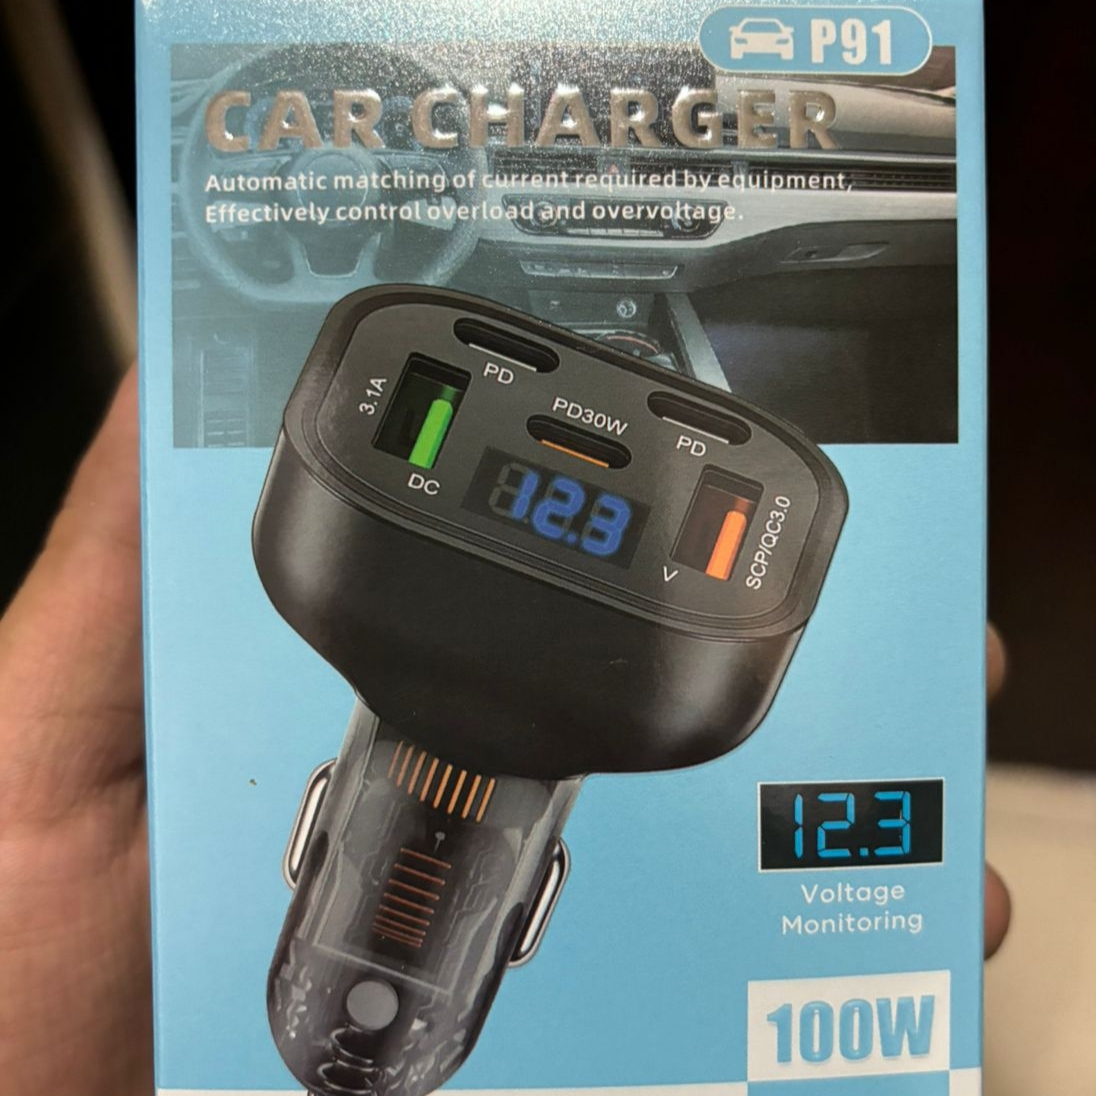 P91
CAR CHARGER
Automatic matching of current required by equipment,
Effectively control overload and overvoltage.
PD
3.1A
PD30W
PD
DC
12.3
V
SCP/QC3.0
12.3
Voltage
Monitoring
100W